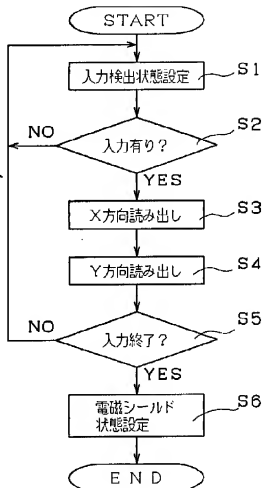 START
入力検出状態設定
S1
入力有り?
S2
NO
YES
X方向読み出し
S3
Y方向読み出し
S4
入力終了?
S5
NO
YES
電磁シールド
状態設定
S6
END